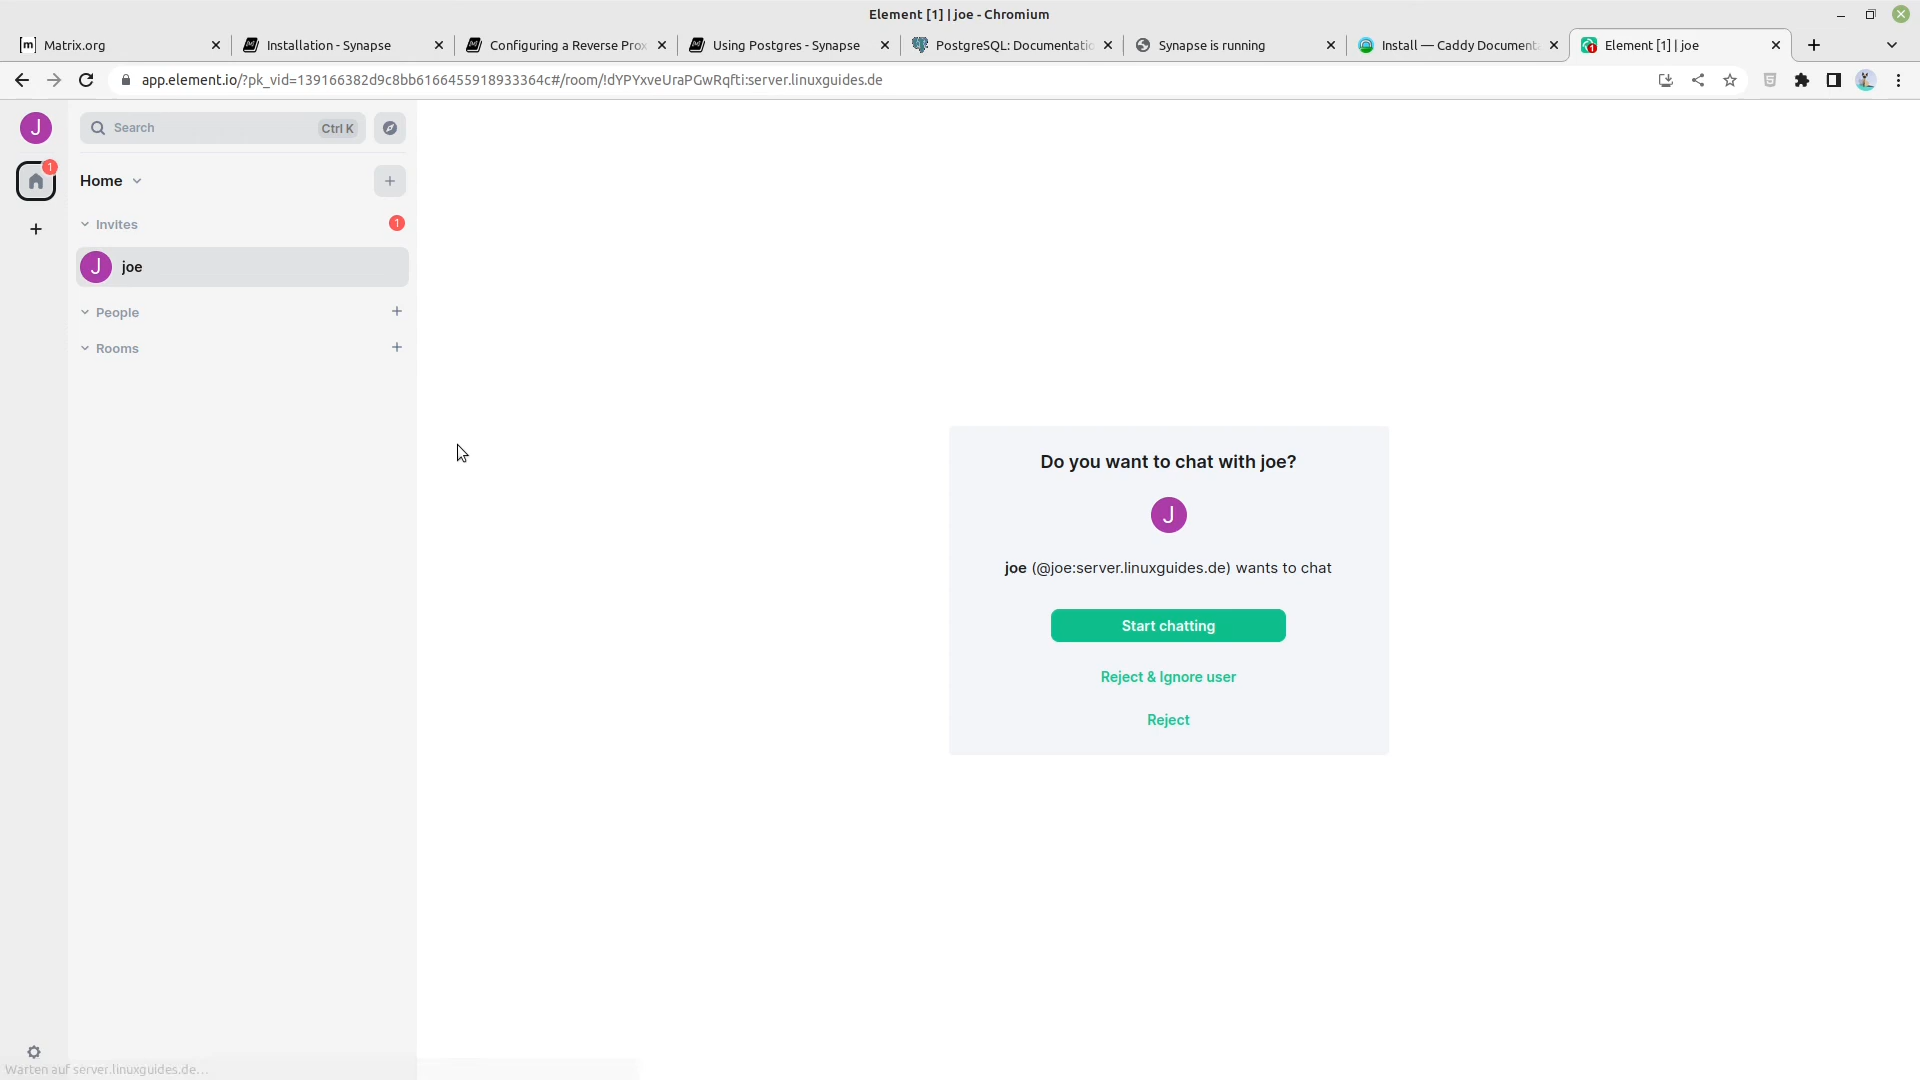 Element [1] | joe - Chromium
Matrix.org
Installation - Synapse
Configuring a Reverse Prox
Using Postgres - Synapse
PostgreSQL: Documentatio
Synapse is running
Install — Caddy Document
Element [1] | joe
app.element.io/?pk_vid=139166382d9c8bb6166455918933364c#/room/!dYPYxveUraPGwRqfti:server.linuxguides.de
J
Search
Ctrl K
1
Home
Invites
1
J
joe
People
Rooms
Do you want to chat with joe?
J
joe (@joe:server.linuxguides.de) wants to chat
Start chatting
Reject & Ignore user
Reject
Warten auf server.linuxguides.de…